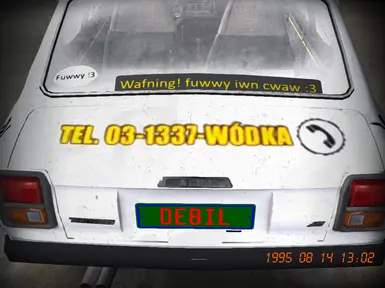 Fuwwy :3
Wafning! fuwwy iwn cwaw :3
TEL. 03-1337-WÓDKA
DEBIL
1995 08 14 13:02